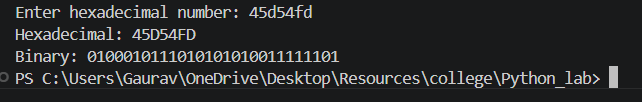 Enter hexadecimal number: 45d54fd
Hexadecimal: 45D54FD
Binary: 0100010111010101010011111101
PS C:\Users\Gaurav\OneDrive\Desktop\Resources\college\Python_lab>